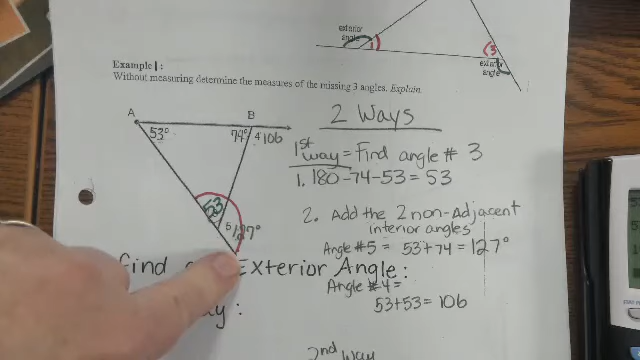 exterior
angle
1
3
exterior
angle
Example 1:
Without measuring determine the measures of the missing 3 angles. Explain.
A
B
53°
74°
4
106
53
5
127°
2 Ways
1st way = Find angle # 3
1. 180-74-53 = 53
2. Add the 2 non-Adjacent
interior angles
Angle #5 = 53+74 = 127°
Find
Exterior Angle:
Angle #4 =
53+53 = 106
2nd Way